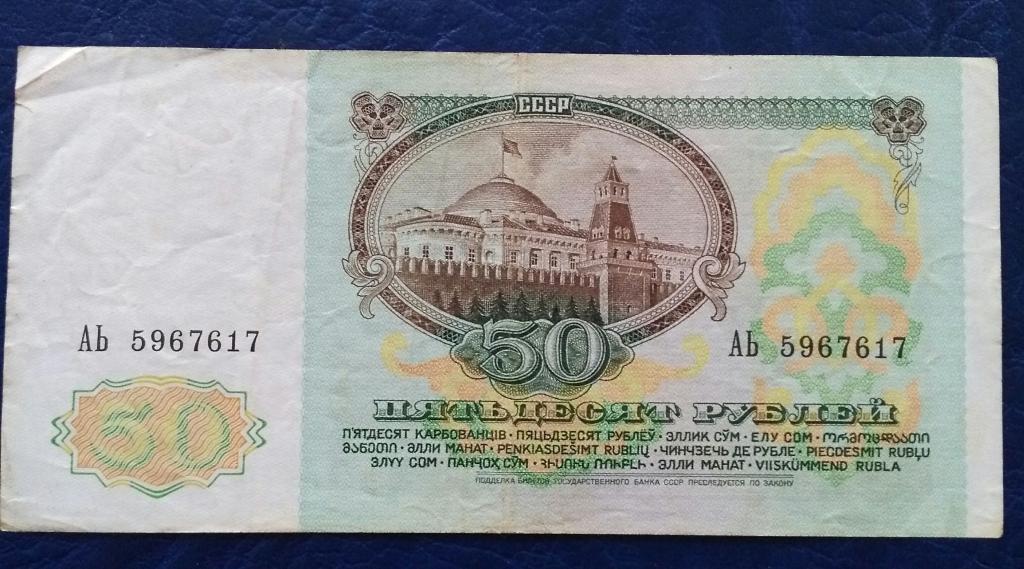 СССР
АЬ 5967617
50
АЬ 5967617
50
ПЯТЬДЕСЯТ РУБЛЕЙ
П'ЯТДЕСЯТ КАРБОВАНЦІВ · ПЯЦЬДЗЕСЯТ РУБЛЁЎ · ЭЛЛИК СЎМ · ЕЛУ СОМ · ᲝᲠᲛᲝᲪᲓᲐᲐᲗᲘ
ᲛᲐᲜᲔᲗᲘ · ӘЛЛИ МАНАТ · PENKIASDEŠIMT RUBLIŲ · ЧИНЧЗЕЧЬ ДЕ РУБЛЕ · PIECDESMIT RUBĻU
ЭЛҮҮ СОМ · ПАНҶОҲ СЎМ · ՀԻՍՈՒՆ ՌՈՒԲԼԻ · ЭЛЛИ МАНАТ · VIISKÜMMEND RUBLA
ПОДДЕЛКА БИЛЕТОВ ГОСУДАРСТВЕННОГО БАНКА СССР ПРЕСЛЕДУЕТСЯ ПО ЗАКОНУ